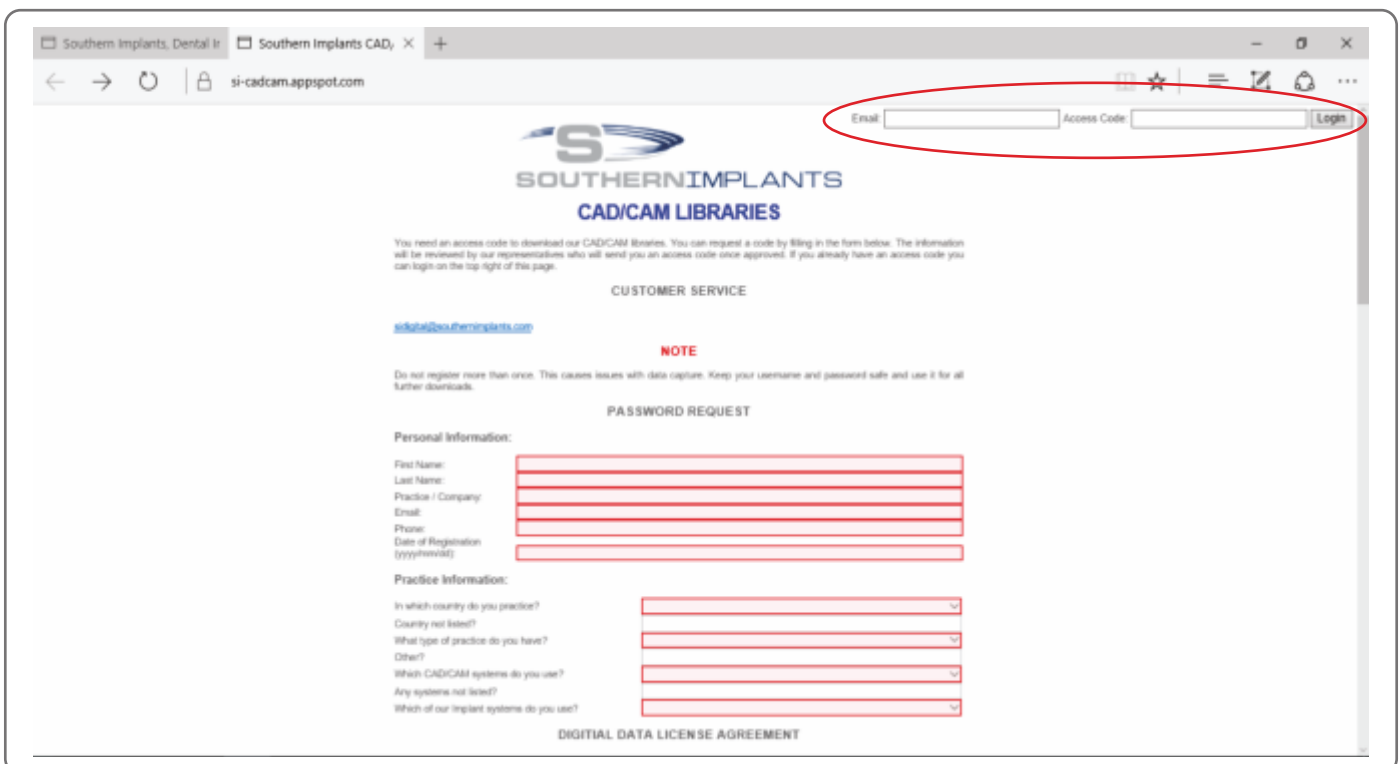 Southern Implants, Dental Ir
Southern Implants CAD,
si-cadcam.appspot.com
Email: Access Code: Login
S
SOUTHERNIMPLANTS
CAD/CAM LIBRARIES
You need an access code to download our CAD/CAM libraries. You can request a code by filling in the form below. The information
will be reviewed by our representatives who will send you an access code once approved. If you already have an access code you
can login on the top right of this page.
CUSTOMER SERVICE
sidigital@southernimplants.com
NOTE
Do not register more than once. This causes issues with data capture. Keep your username and password safe and use it for all
further downloads.
PASSWORD REQUEST
Personal Information:
First Name:
Last Name:
Practice / Company:
Email:
Phone:
Date of Registration
(yyyy/mm/dd):
Practice Information:
In which country do you practice?
Country not listed?
What type of practice do you have?
Other?
Which CAD/CAM systems do you use?
Any systems not listed?
Which of our Implant systems do you use?
DIGITIAL DATA LICENSE AGREEMENT